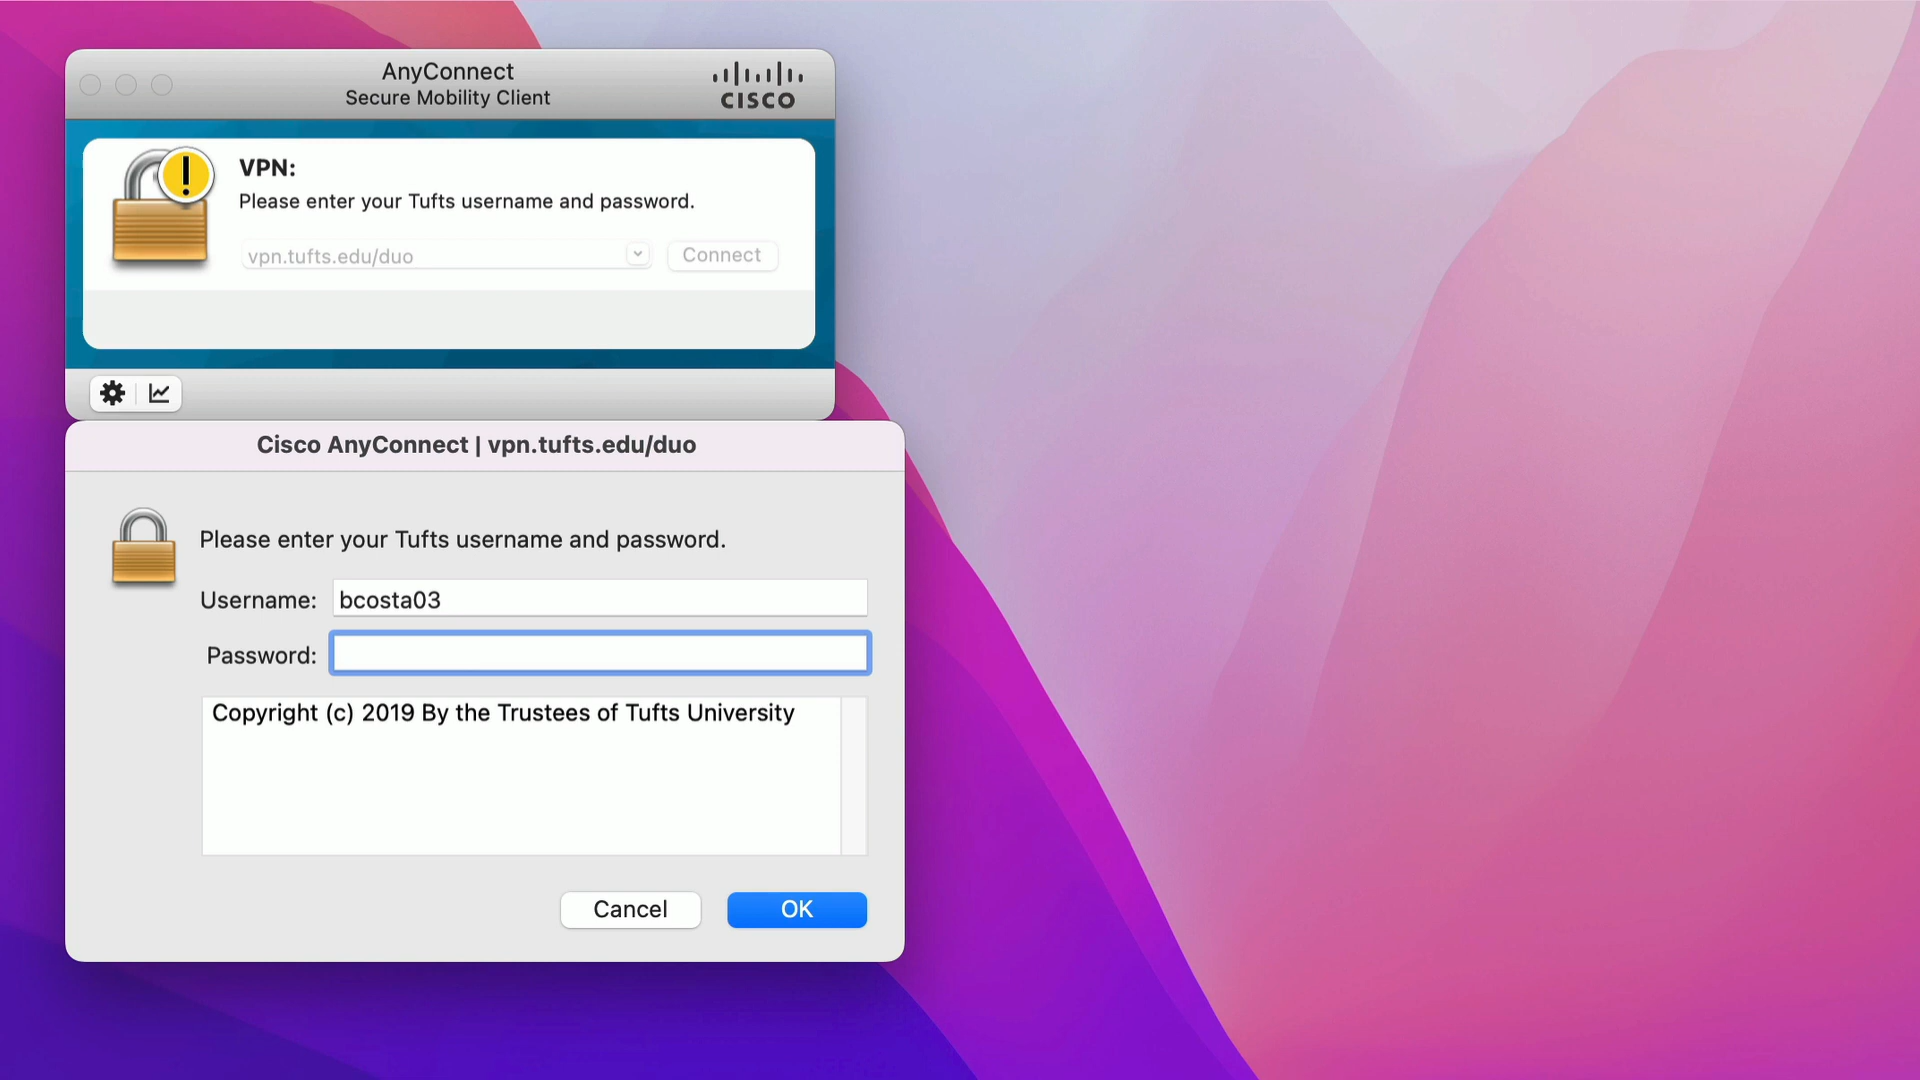 AnyConnect
Secure Mobility Client
CISCO
VPN:
Please enter your Tufts username and password.
vpn.tufts.edu/duo
Connect
Cisco AnyConnect | vpn.tufts.edu/duo
Please enter your Tufts username and password.
Username: bcosta03
Password:
Copyright (c) 2019 By the Trustees of Tufts University
Cancel
OK